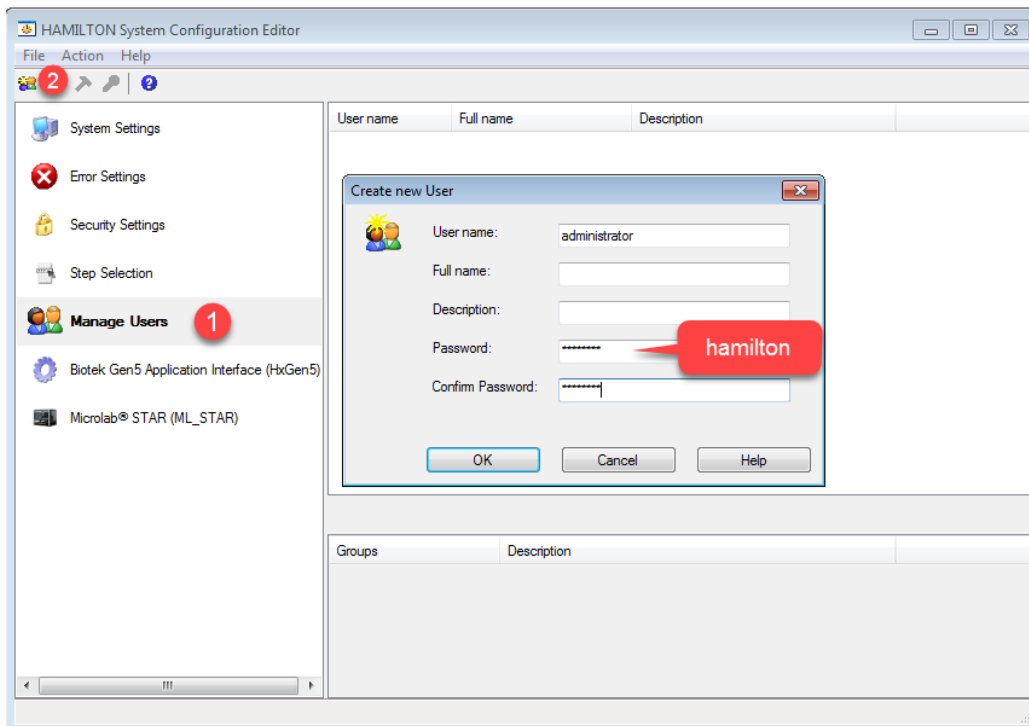 HAMILTON System Configuration Editor
File Action Help
2
User name Full name Description
System Settings
Error Settings
Security Settings
Step Selection
Manage Users 1
Biotek Gen5 Application Interface (HxGen5)
Microlab® STAR (ML_STAR)
Create new User
User name: administrator
Full name:
Description:
Password: ******** hamilton
Confirm Password: ********
OK Cancel Help
Groups Description